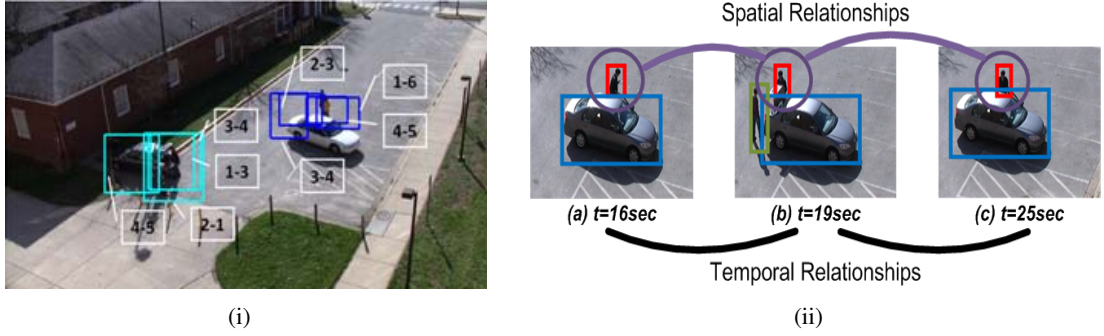 2-3
1-6
3-4
4-5
1-3
3-4
4-5
2-1
(i)
Spatial Relationships
(a) t=16sec
(b) t=19sec
(c) t=25sec
Temporal Relationships
(ii)